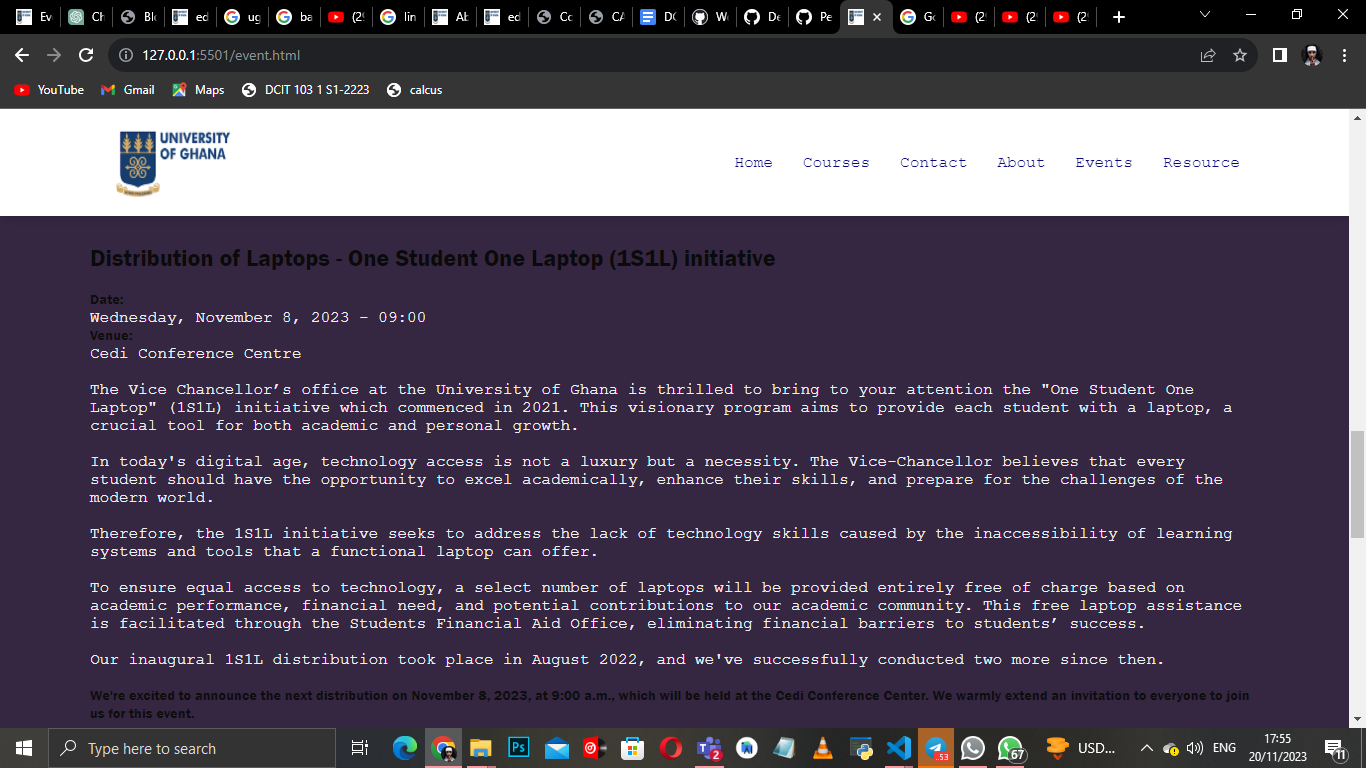 Ev
Ch
Blo
ed
ug
ba
(29
lin
Ab
ed
Co
CA
DC
W
De
Pe
Go
(29
(29
(29
127.0.0.1:5501/event.html
YouTube
Gmail
Maps
DCIT 103 1 S1-2223
calcus
UNIVERSITY
OF GHANA
Home Courses Contact About Events Resource
Distribution of Laptops - One Student One Laptop (1S1L) initiative
Date:
Wednesday, November 8, 2023 - 09:00
Venue:
Cedi Conference Centre
The Vice Chancellor’s office at the University of Ghana is thrilled to bring to your attention the "One Student One
Laptop" (1S1L) initiative which commenced in 2021. This visionary program aims to provide each student with a laptop, a
crucial tool for both academic and personal growth.
In today's digital age, technology access is not a luxury but a necessity. The Vice-Chancellor believes that every
student should have the opportunity to excel academically, enhance their skills, and prepare for the challenges of the
modern world.
Therefore, the 1S1L initiative seeks to address the lack of technology skills caused by the inaccessibility of learning
systems and tools that a functional laptop can offer.
To ensure equal access to technology, a select number of laptops will be provided entirely free of charge based on
academic performance, financial need, and potential contributions to our academic community. This free laptop assistance
is facilitated through the Students Financial Aid Office, eliminating financial barriers to students’ success.
Our inaugural 1S1L distribution took place in August 2022, and we've successfully conducted two more since then.
We're excited to announce the next distribution on November 8, 2023, at 9:00 a.m., which will be held at the Cedi Conference Center. We warmly extend an invitation to everyone to join
us for this event.
Type here to search
Ps
2
53
67
USD...
ENG
17:55
20/11/2023
11